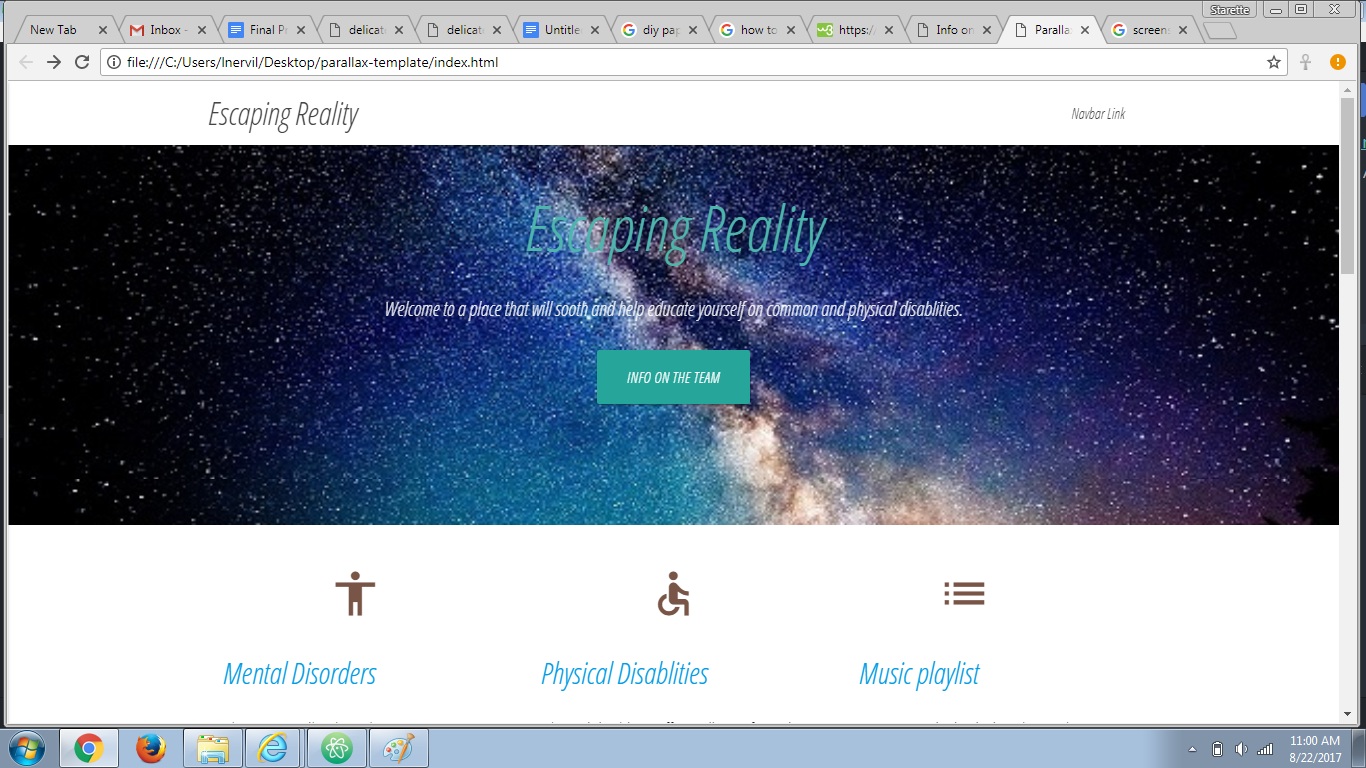 Starette
New Tab
Inbox -
Final Pr
delicat
delicat
Untitle
diy pap
how to
https:/
Info on
Paralla
screens
file:///C:/Users/lnervil/Desktop/parallax-template/index.html
Escaping Reality
Navbar Link
Escaping Reality
Welcome to a place that will sooth and help educate yourself on common and physical disablities.
INFO ON THE TEAM
Mental Disorders
Physical Disablities
Music playlist
11:00 AM
8/22/2017